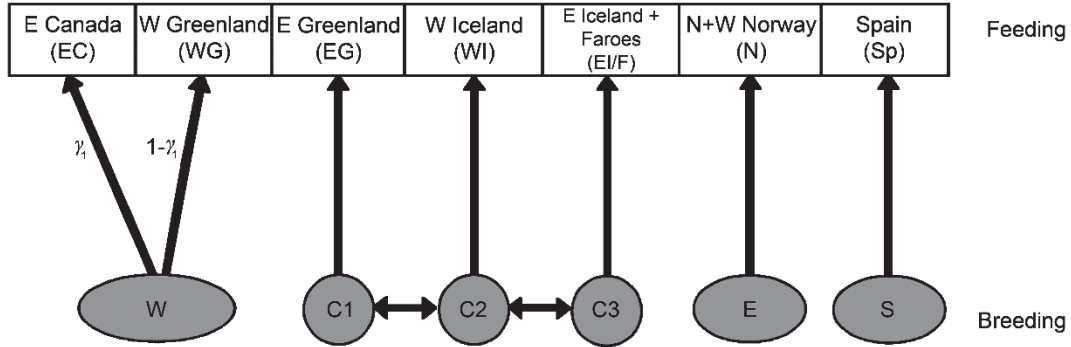 E Canada
(EC)
W Greenland
(WG)
E Greenland
(EG)
W Iceland
(WI)
E Iceland +
Faroes
(EI/F)
N+W Norway
(N)
Spain
(Sp)
Feeding
γ₁
1-γ₁
W
C1
C2
C3
E
S
Breeding